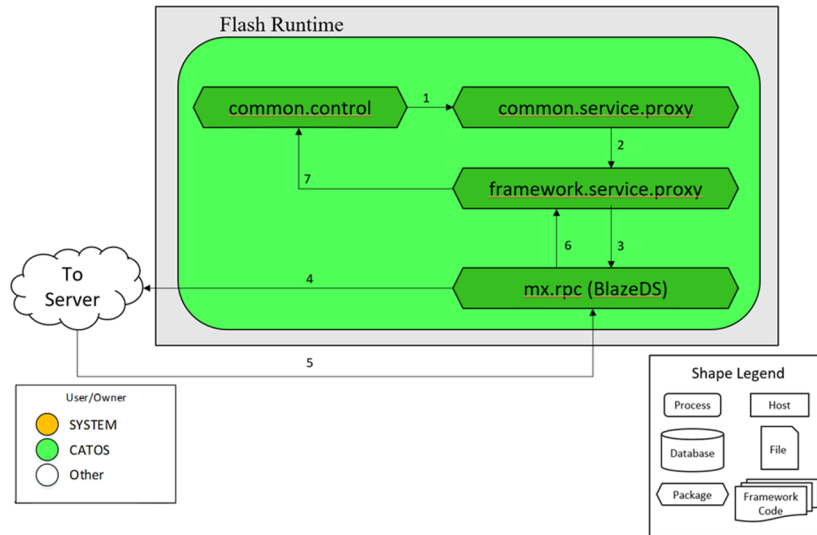 Flash Runtime
common.control
1
common.service.proxy
2
7
framework.service.proxy
6
3
To
Server
4
mx.rpc (BlazeDS)
5
User/Owner
SYSTEM
CATOS
Other
Shape Legend
Process
Host
Database
File
Package
Framework
Code